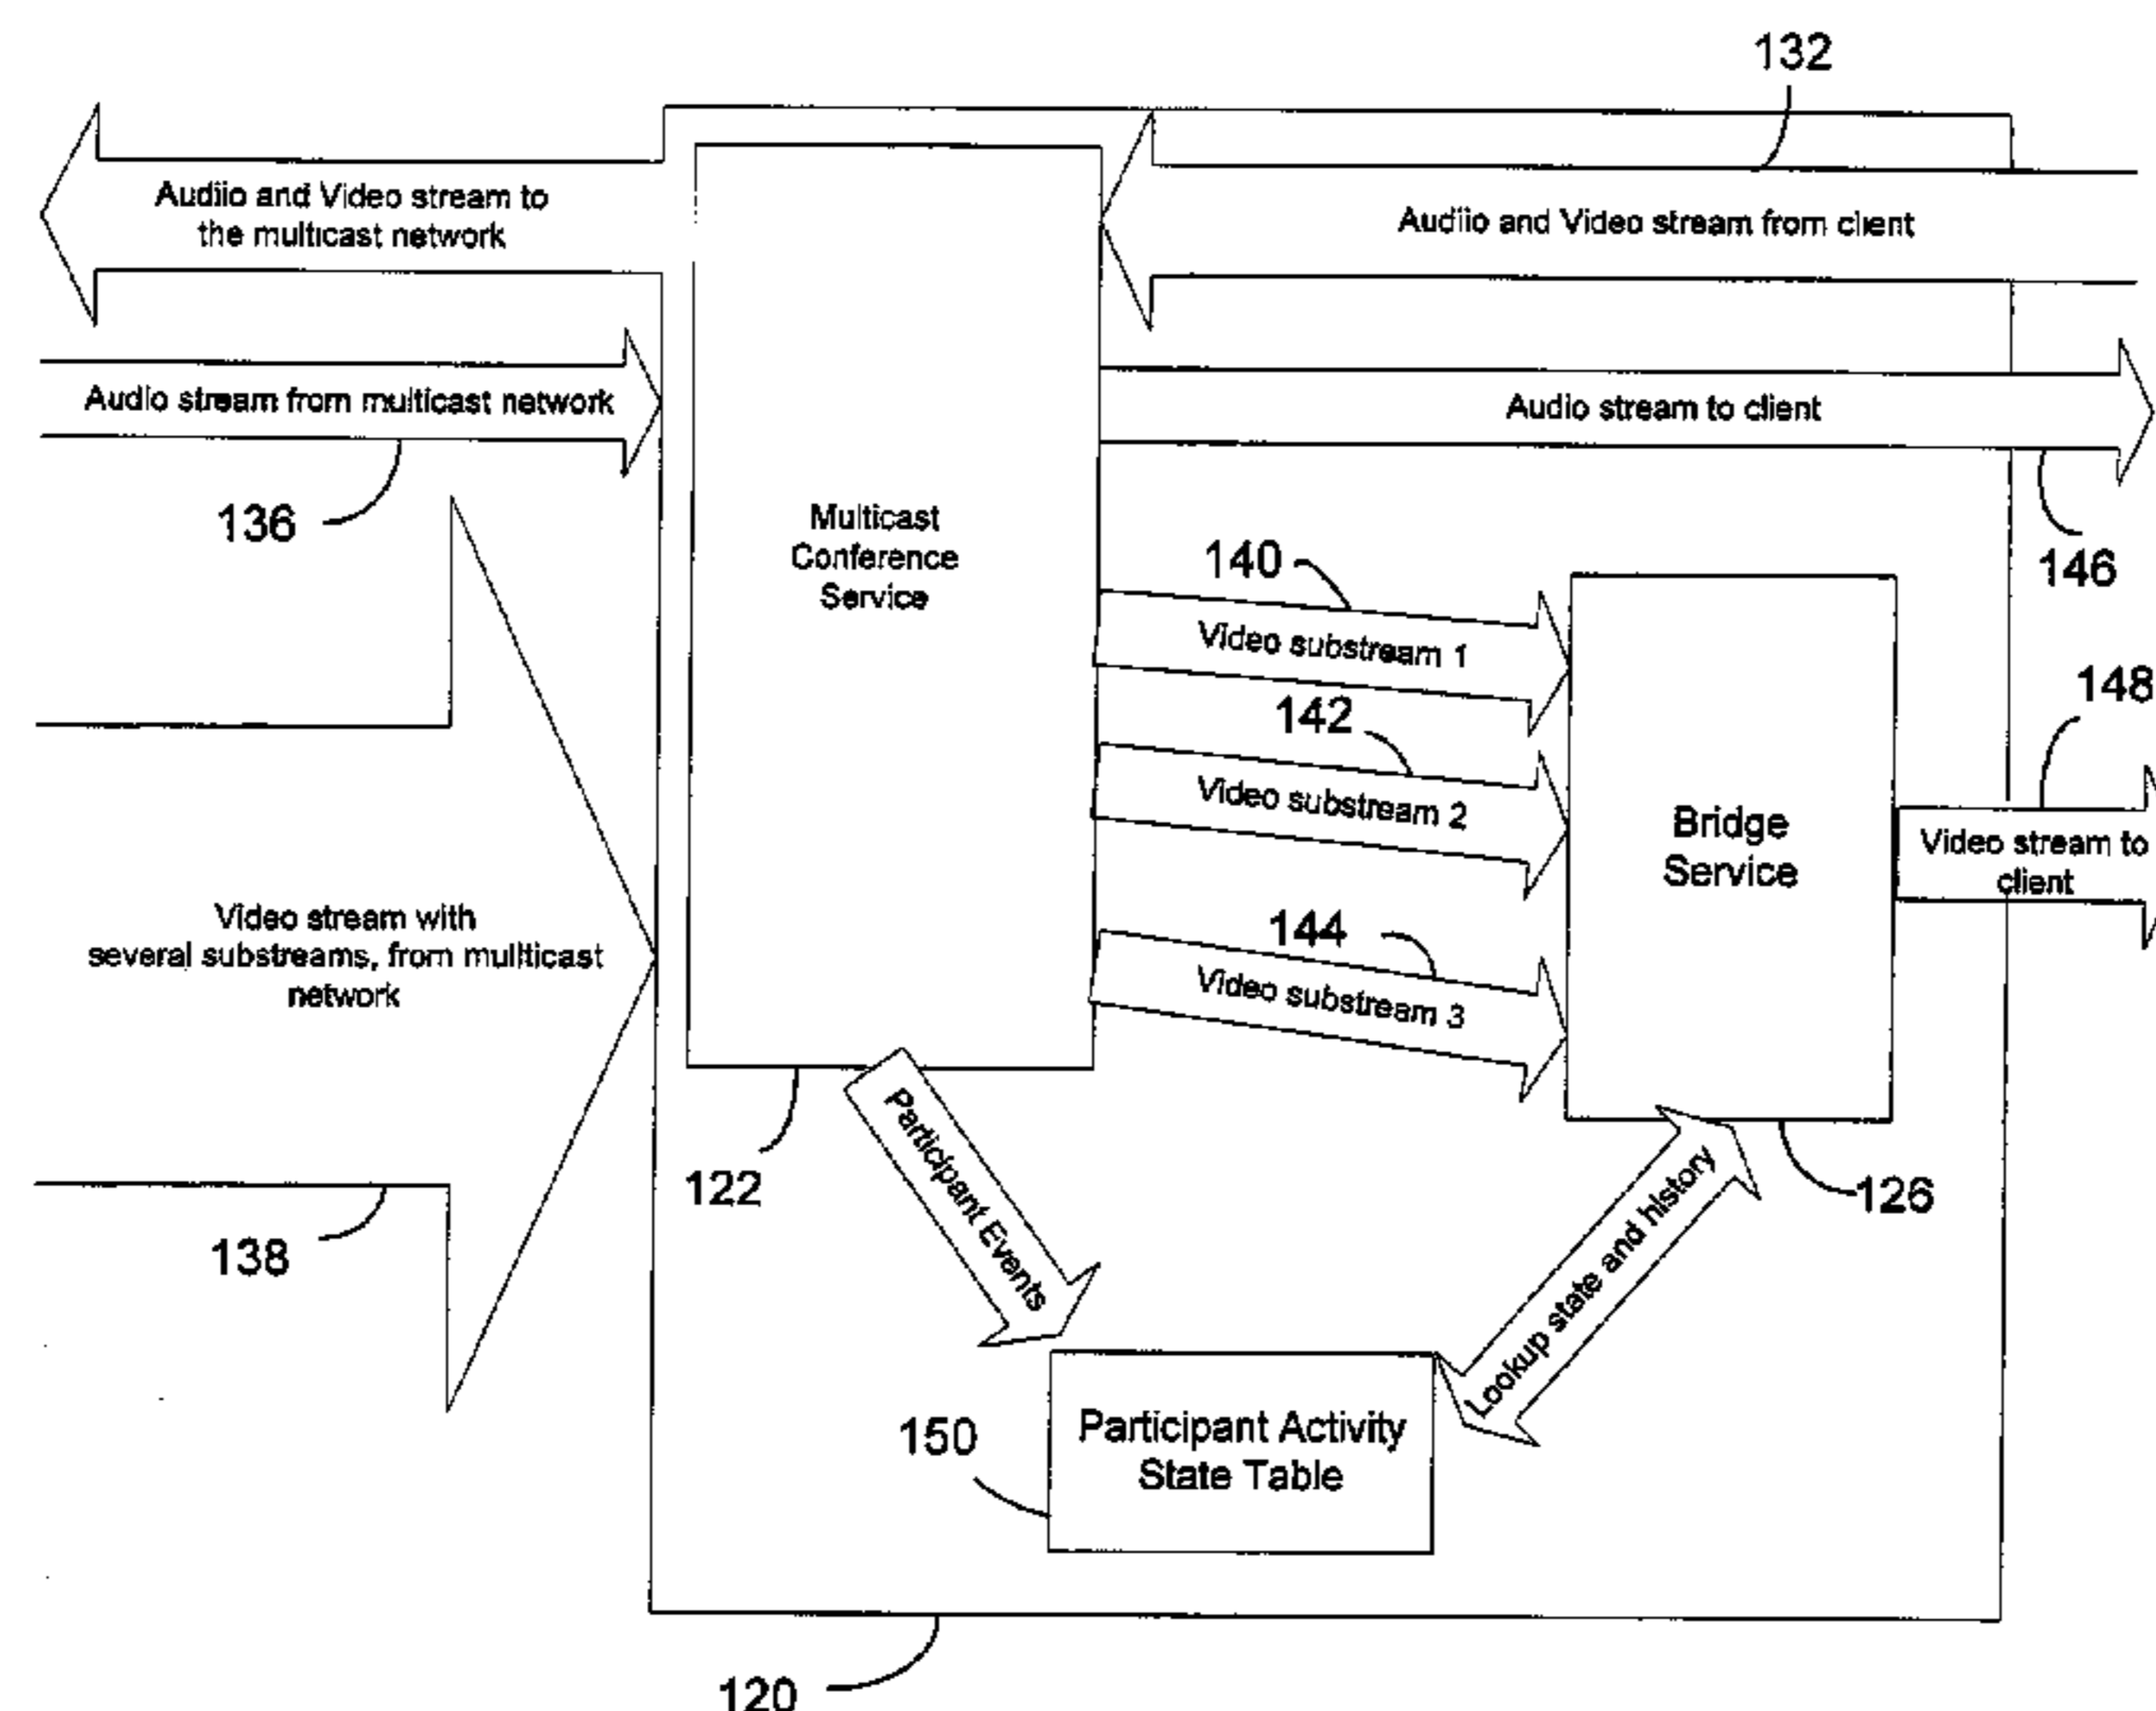 132
Audiio and Video stream to
the multicast network
Audiio and Video stream from client
Audio stream from multicast network
Audio stream to client
136
146
Multicast
Conference
Service
140
Video substream 1
142
Video substream 2
144
Video substream 3
Bridge
Service
148
Video stream to
client
Video stream with
several substreams, from mullticast
network
138
122
126
Participant Events
Lookup state and history
150
Participant Activity
State Table
120